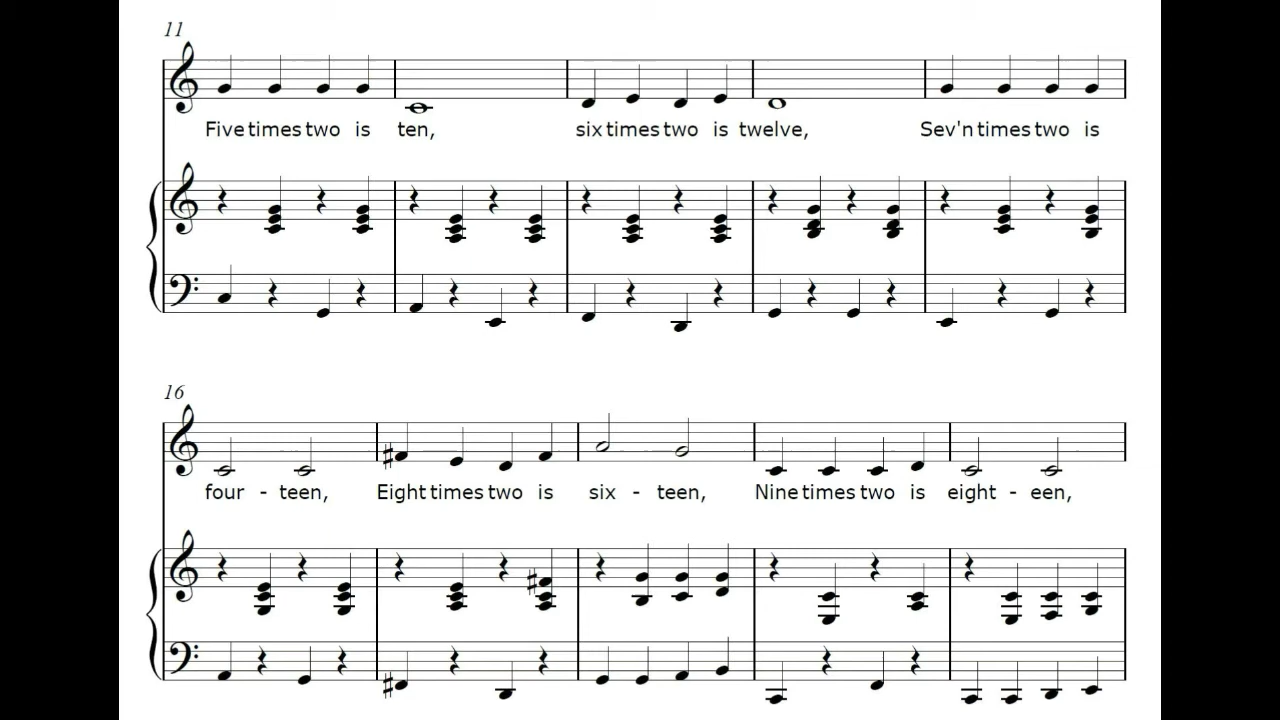 11
Five times two is ten, six times two is twelve, Sev'n times two is
16
four - teen, Eight times two is six - teen, Nine times two is eight - een,